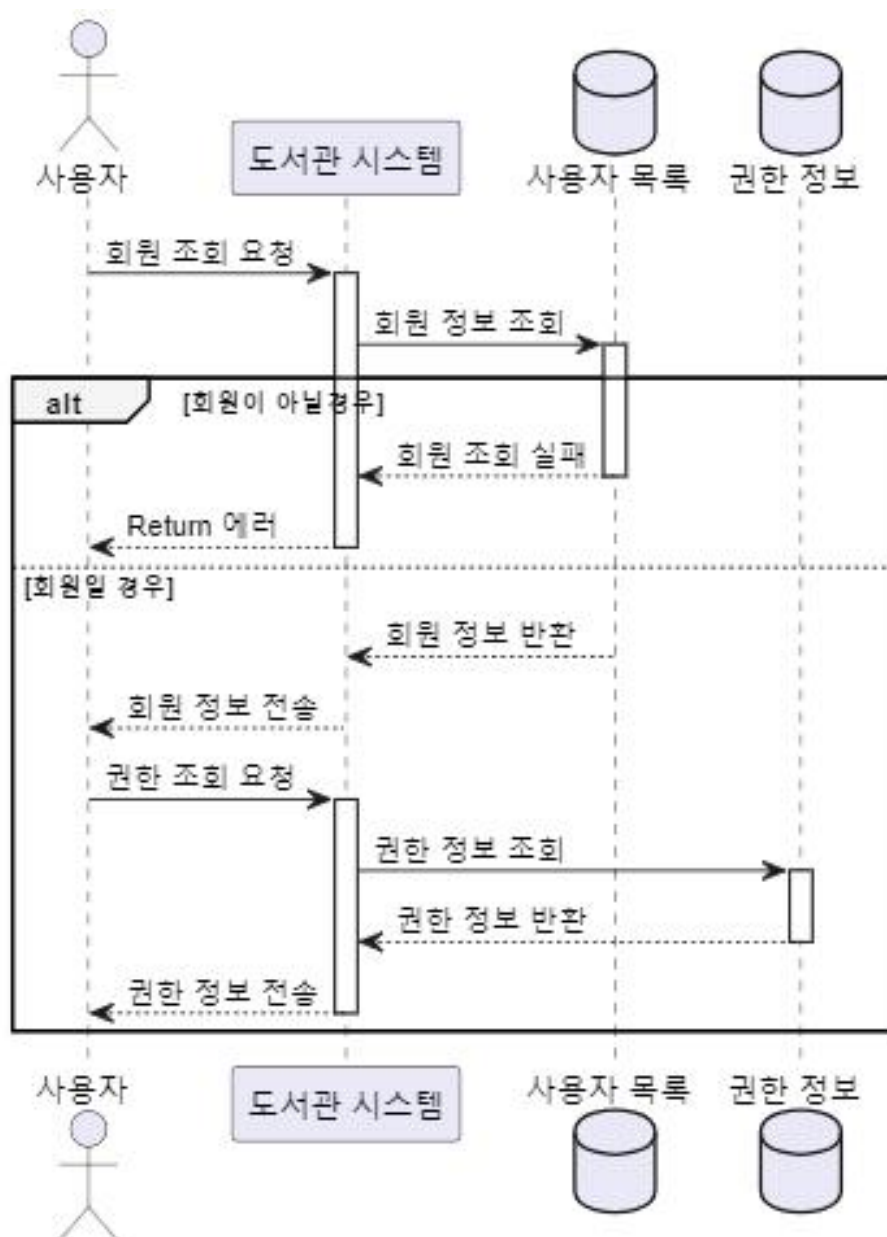 사용자
도서관 시스템
사용자 목록
권한 정보
회원 조회 요청
회원 정보 조회
alt
[회원이 아닐경우]
회원 조회 실패
Return 에러
[회원일 경우]
회원 정보 반환
회원 정보 전송
권한 조회 요청
권한 정보 조회
권한 정보 반환
권한 정보 전송
사용자
도서관 시스템
사용자 목록
권한 정보